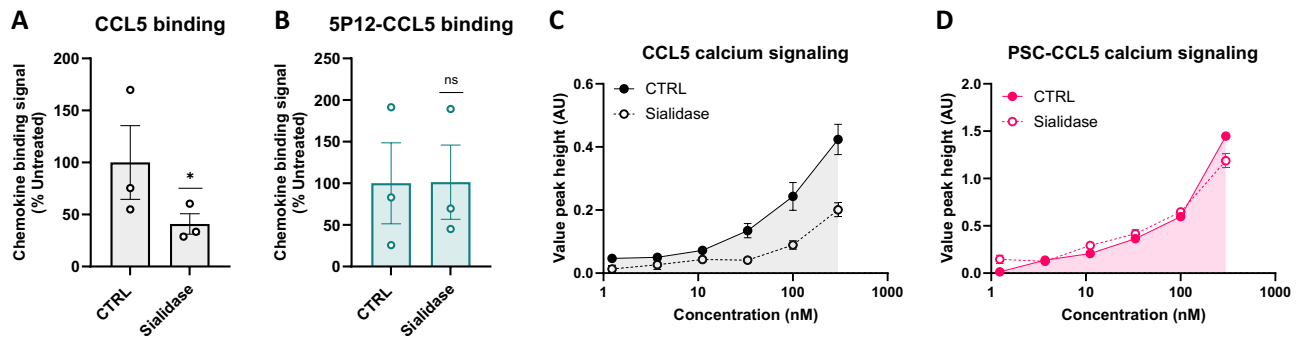 A
CCL5 binding
Chemokine binding signal
(% Untreated)
200
150
100
50
0
*
CTRL
Sialidase
B
5P12-CCL5 binding
Chemokine binding signal
(% Untreated)
250
200
150
100
50
0
ns
CTRL
Sialidase
C
CCL5 calcium signaling
Value peak height (AU)
0.6
0.4
0.2
0.0
CTRL
Sialidase
1
10
100
1000
Concentration (nM)
D
PSC-CCL5 calcium signaling
Value peak height (AU)
2.0
1.5
1.0
0.5
0.0
CTRL
Sialidase
1
10
100
1000
Concentration (nM)